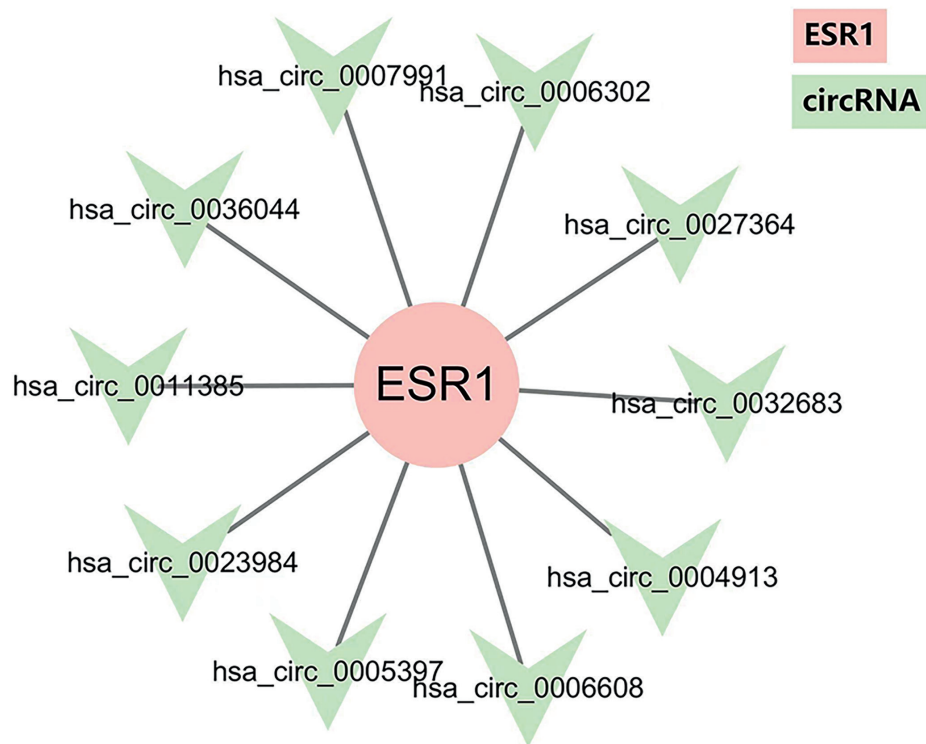 ESR1
circRNA
hsa_circ_0007991
hsa_circ_0006302
hsa_circ_0036044
hsa_circ_0027364
hsa_circ_0011385
ESR1
hsa_circ_0032683
hsa_circ_0023984
hsa_circ_0004913
hsa_circ_0005397
hsa_circ_0006608